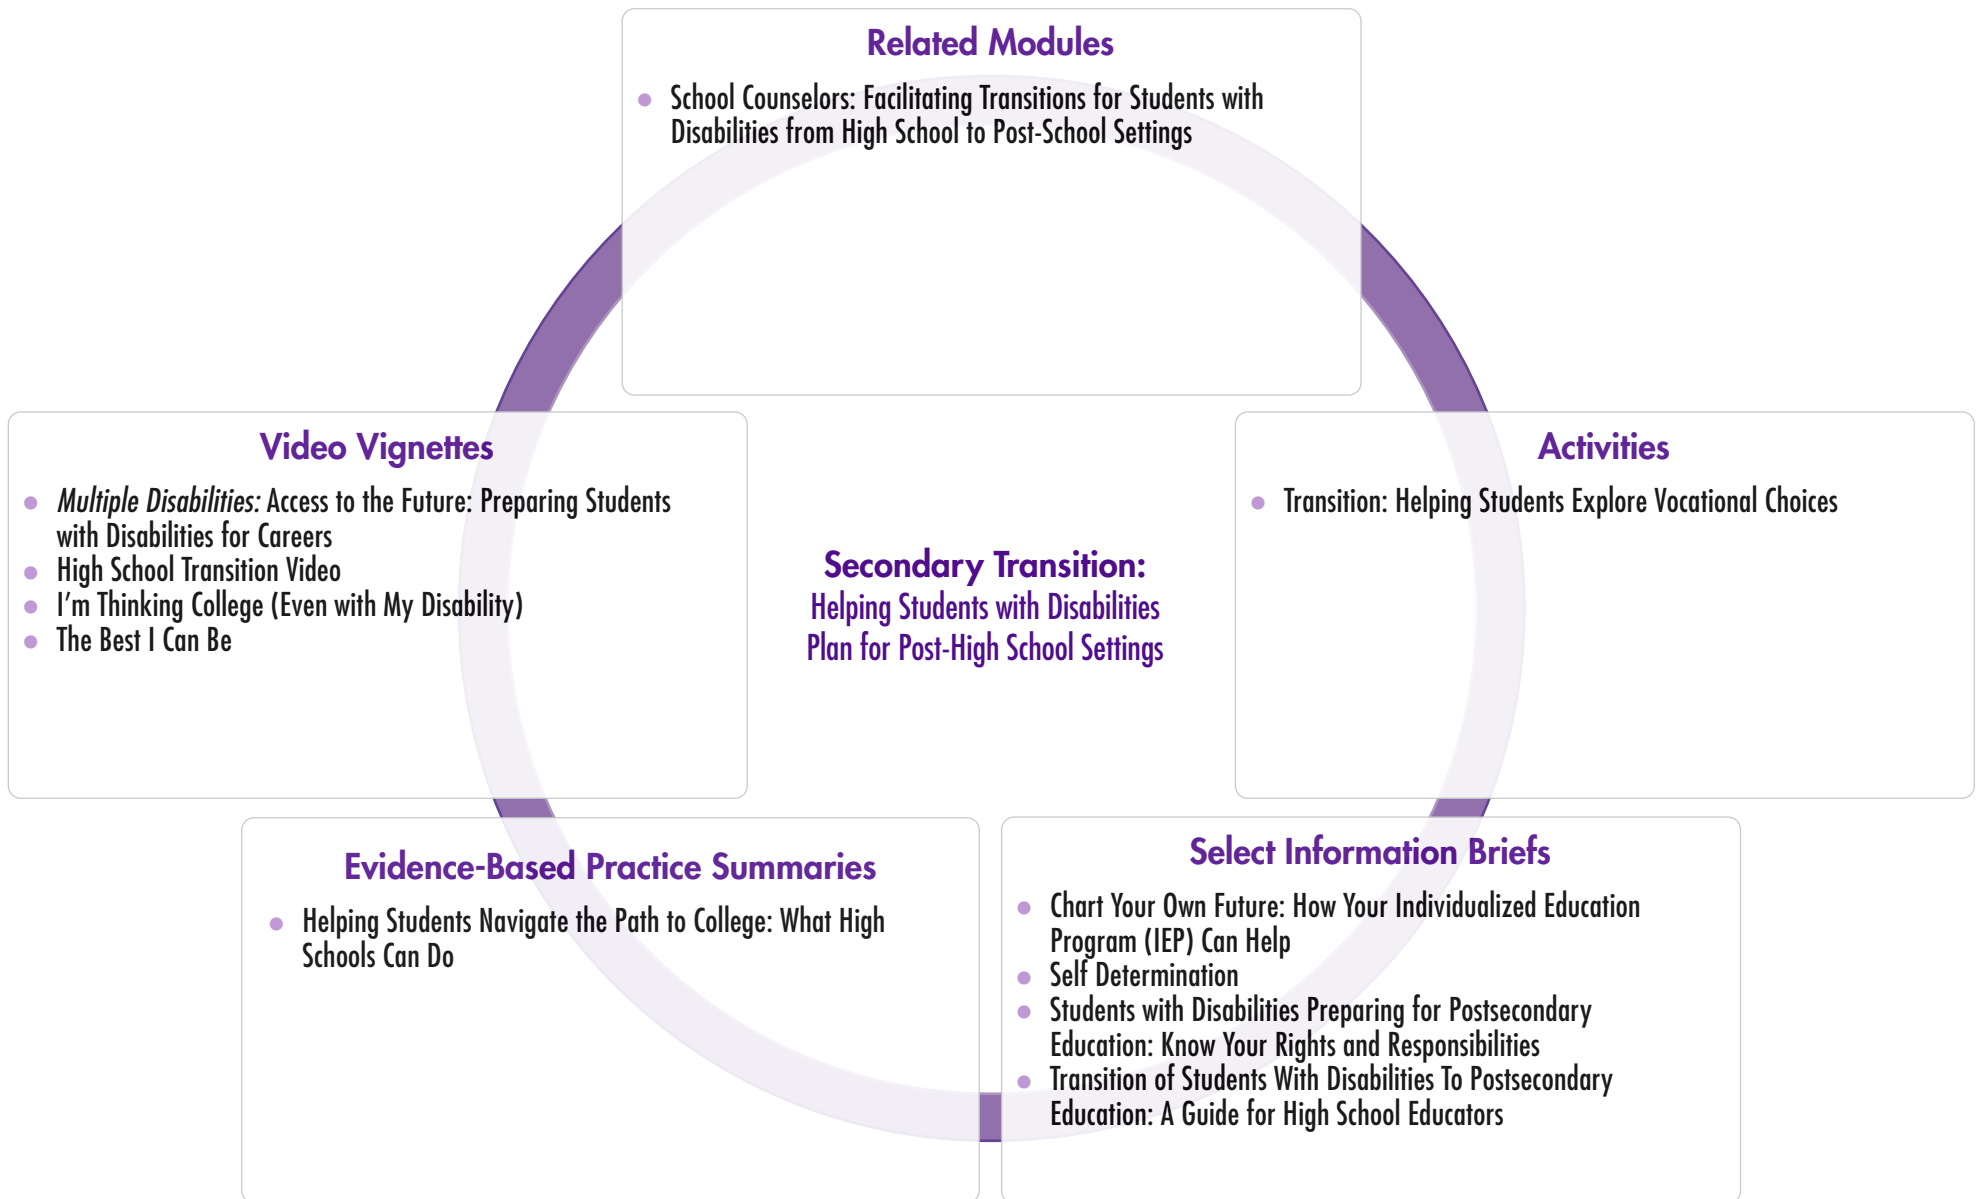 Related Modules
School Counselors: Facilitating Transitions for Students with
Disabilities from High School to Post-School Settings
Video Vignettes
Multiple Disabilities: Access to the Future: Preparing Students
with Disabilities for Careers
High School Transition Video
I'm Thinking College (Even with My Disability)
The Best I Can Be
Secondary Transition:
Helping Students with Disabilities
Plan for Post-High School Settings
Activities
Transition: Helping Students Explore Vocational Choices
Evidence-Based Practice Summaries
Helping Students Navigate the Path to College: What High
Schools Can Do
Select Information Briefs
Chart Your Own Future: How Your Individualized Education
Program (IEP) Can Help
Self Determination
Students with Disabilities Preparing for Postsecondary
Education: Know Your Rights and Responsibilities
Transition of Students With Disabilities To Postsecondary
Education: A Guide for High School Educators